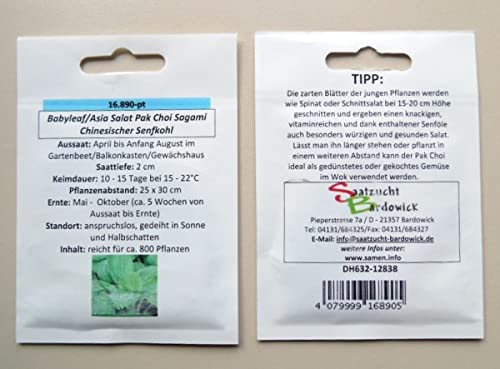 16.890-pt
Babyleaf/Asia Salat Pak Choi Sagami
Chinesischer Senfkohl
Aussaat: April bis Anfang August im
Gartenbeet/Balkonkasten/Gewächshaus
Saattiefe: 2 cm
Keimdauer: 10 - 15 Tage bei 15 - 22°C
Pflanzenabstand: 25 x 30 cm
Ernte: Mai - Oktober (ca. 5 Wochen von
Aussaat bis Ernte)
Standort: anspruchslos, gedeiht in Sonne
und Halbschatten
Inhalt: reicht für ca. 800 Pflanzen
TIPP:
Die zarten Blätter der jungen Pflanzen werden
wie Spinat oder Schnittsalat bei 15-20 cm Höhe
geschnitten und ergeben einen knackigen,
vitaminreichen und dank enthaltener Senföle
auch besonders würzigen und gesunden Salat.
Lässt man ihn länger stehen oder pflanzt in
einem weiteren Abstand kann der Pak Choi
ideal als gedünstetes oder gekochtes Gemüse
im Wok verwendet werden.
Saatzucht
Bardowick
Pieperstrasse 7a / D - 21357 Bardowick
Tel: 04131/684325/Fax: 04131/684327
E-Mail: info@saatzucht-bardowick.de
weitere Infos unter:
www.samen.info
DH632-12838
4 079999 168905